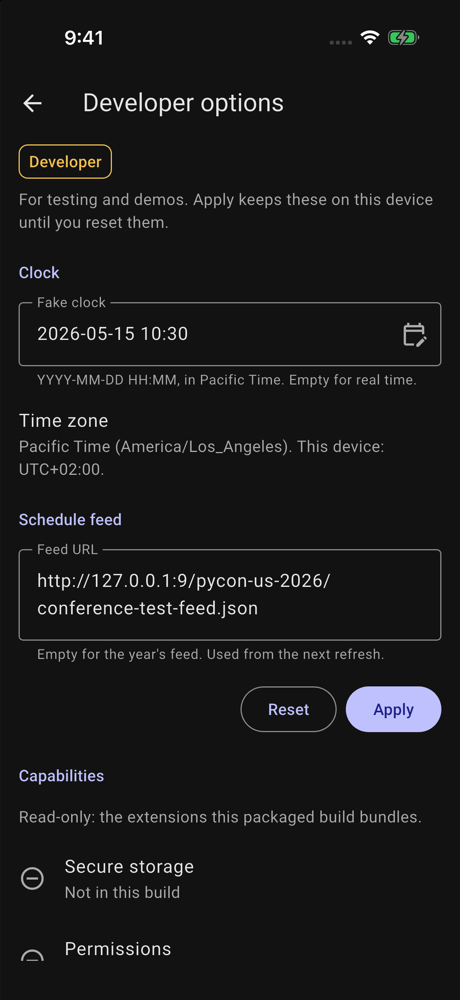 9:41
Developer options
Developer
For testing and demos. Apply keeps these on this device
until you reset them.
Clock
Fake clock
2026-05-15 10:30
YYYY-MM-DD HH:MM, in Pacific Time. Empty for real time.
Time zone
Pacific Time (America/Los_Angeles). This device:
UTC+02:00.
Schedule feed
Feed URL
http://127.0.0.1:9/pycon-us-2026/
conference-test-feed.json
Empty for the year's feed. Used from the next refresh.
Reset
Apply
Capabilities
Read-only: the extensions this packaged build bundles.
Secure storage
Not in this build
Permissions